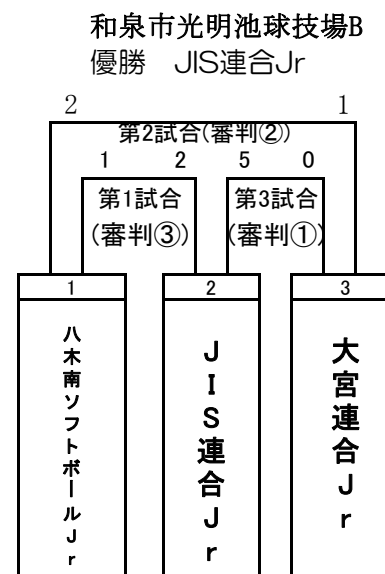 和泉市光明池球技場B
優勝　JIS連合Jr
2 1
第2試合(審判②)
1 2 5 0
第1試合 第3試合
(審判③) (審判①)
1 2 3
八木南ソフトボールJr
JIS連合Jr
大宮連合Jr